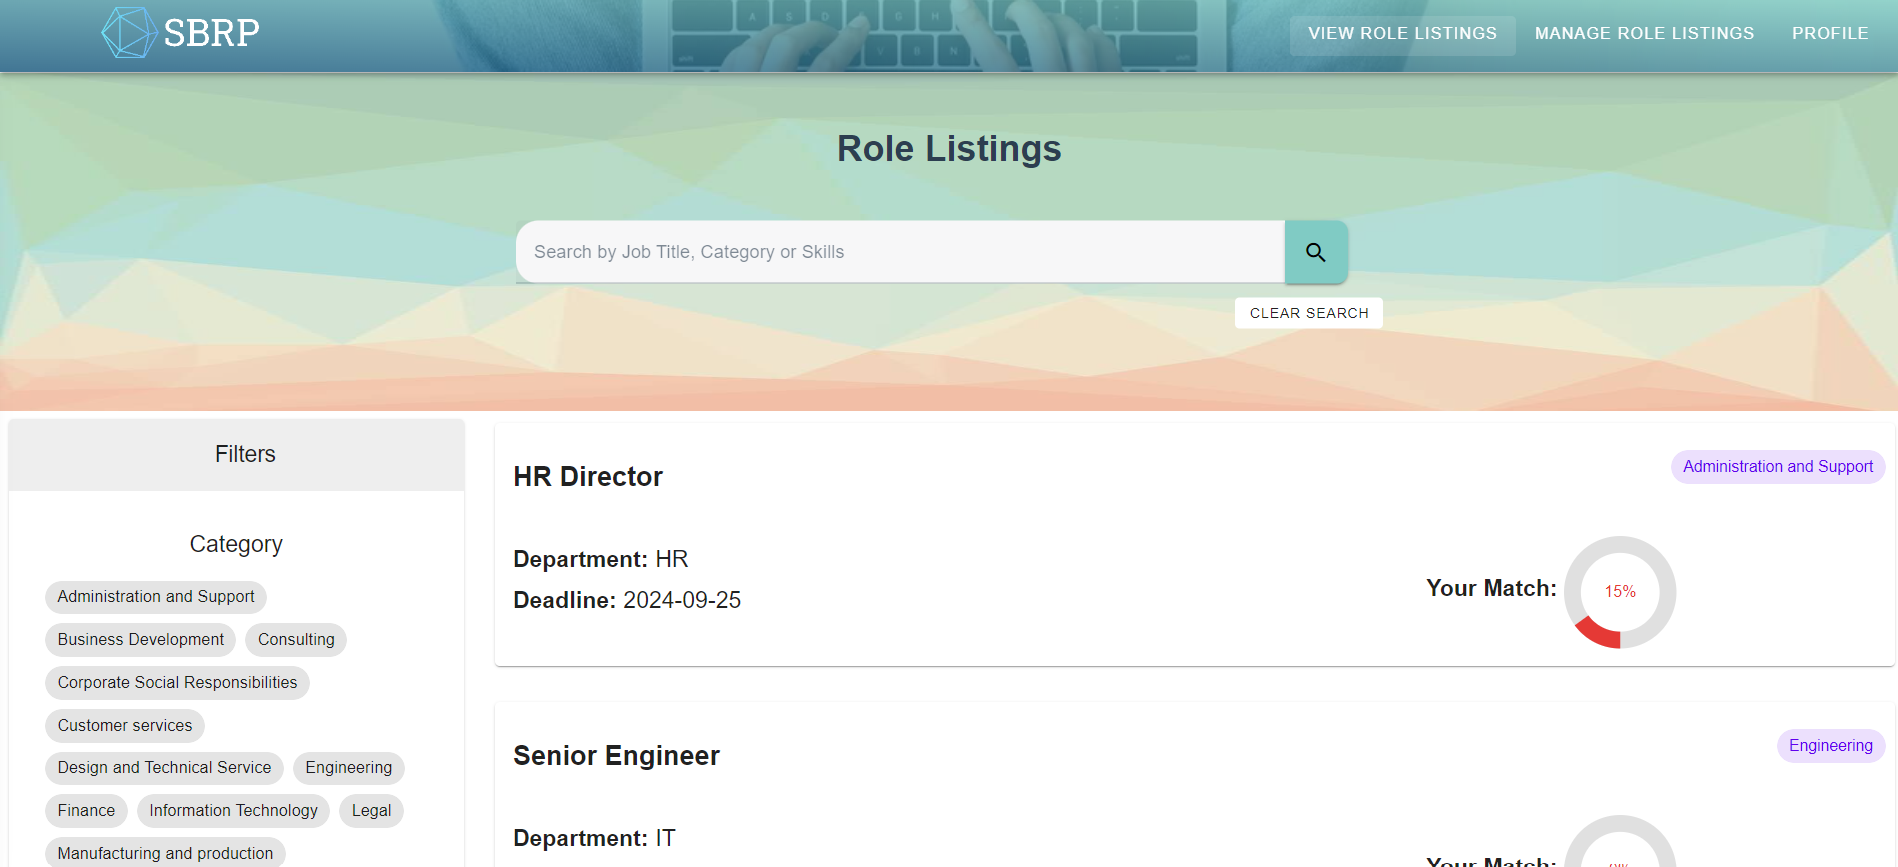 SBRP
VIEW ROLE LISTINGS
MANAGE ROLE LISTINGS
PROFILE
Role Listings
Search by Job Title, Category or Skills
CLEAR SEARCH
Filters
Category
Administration and Support
Business Development
Consulting
Corporate Social Responsibilities
Customer services
Design and Technical Service
Engineering
Finance
Information Technology
Legal
Manufacturing and production
HR Director
Administration and Support
Department: HR
Deadline: 2024-09-25
Your Match:
15%
Senior Engineer
Engineering
Department: IT
Your Match: